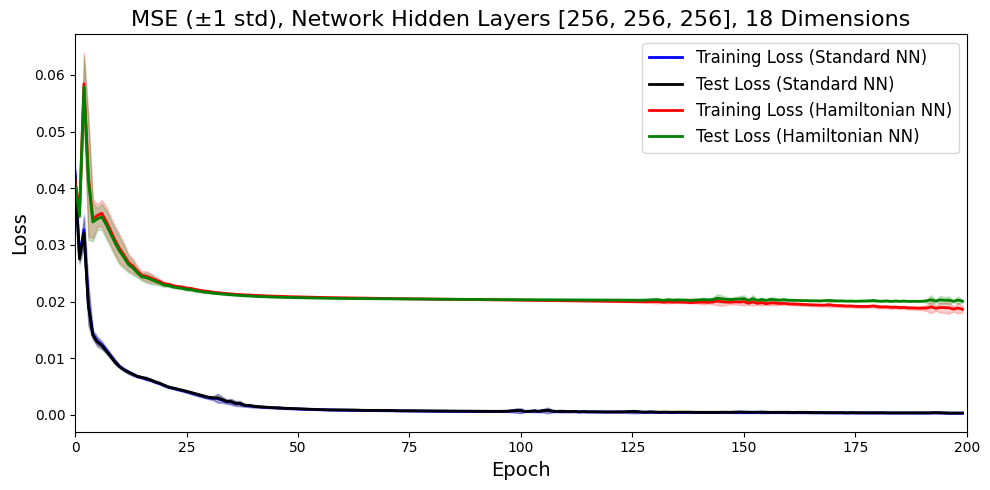 MSE (±1 std), Network Hidden Layers [256, 256, 256], 18 Dimensions
Training Loss (Standard NN)
Test Loss (Standard NN)
Training Loss (Hamiltonian NN)
Test Loss (Hamiltonian NN)
Loss
0.06
0.05
0.04
0.03
0.02
0.01
0.00
0 25 50 75 100 125 150 175 200
Epoch